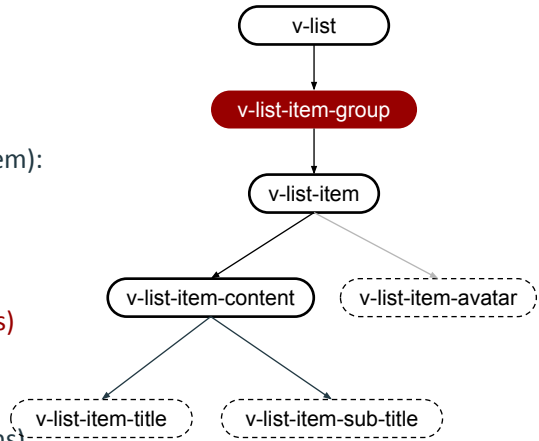 v-list
v-list-item-group
em):
v-list-item
v-list-item-content
v-list-item-avatar
s)
v-list-item-title
v-list-item-sub-title
ns)